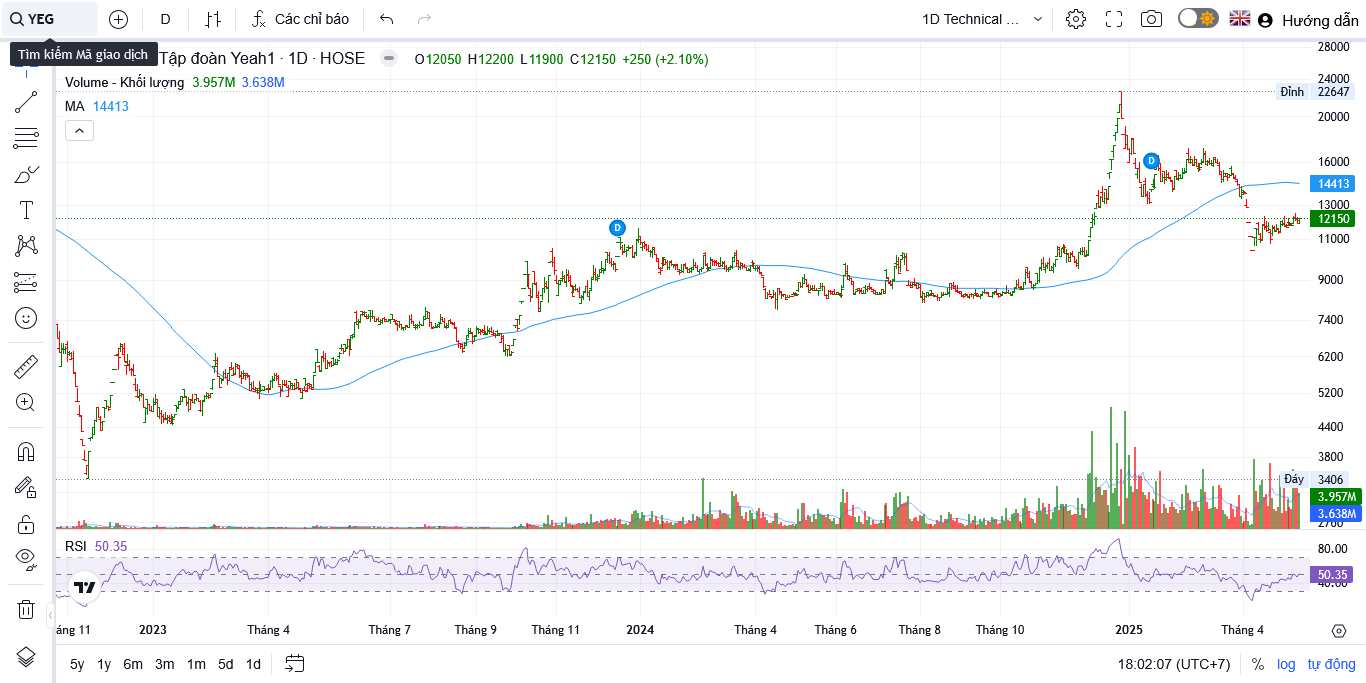 YEG
D
Các chỉ báo
1D Technical ...
Hướng dẫn
Tìm kiếm Mã giao dịch
Tập đoàn Yeah1 · 1D · HOSE
O12050 H12200 L11900 C12150 +250 (+2.10%)
Volume - Khối lượng 3.957M 3.638M
MA 14413
28000
24000
Đỉnh 22647
20000
16000
14413
13000
12150
11000
9000
7400
6200
5200
4400
3800
Đáy 3406
3.957M
3.638M
2760
D
D
RSI 50.35
80.00
50.35
40.00
áng 11
2023
Tháng 4
Tháng 7
Tháng 9
Tháng 11
2024
Tháng 4
Tháng 6
Tháng 8
Tháng 10
2025
Tháng 4
5y 1y 6m 3m 1m 5d 1d
18:02:07 (UTC+7)
% log tự động